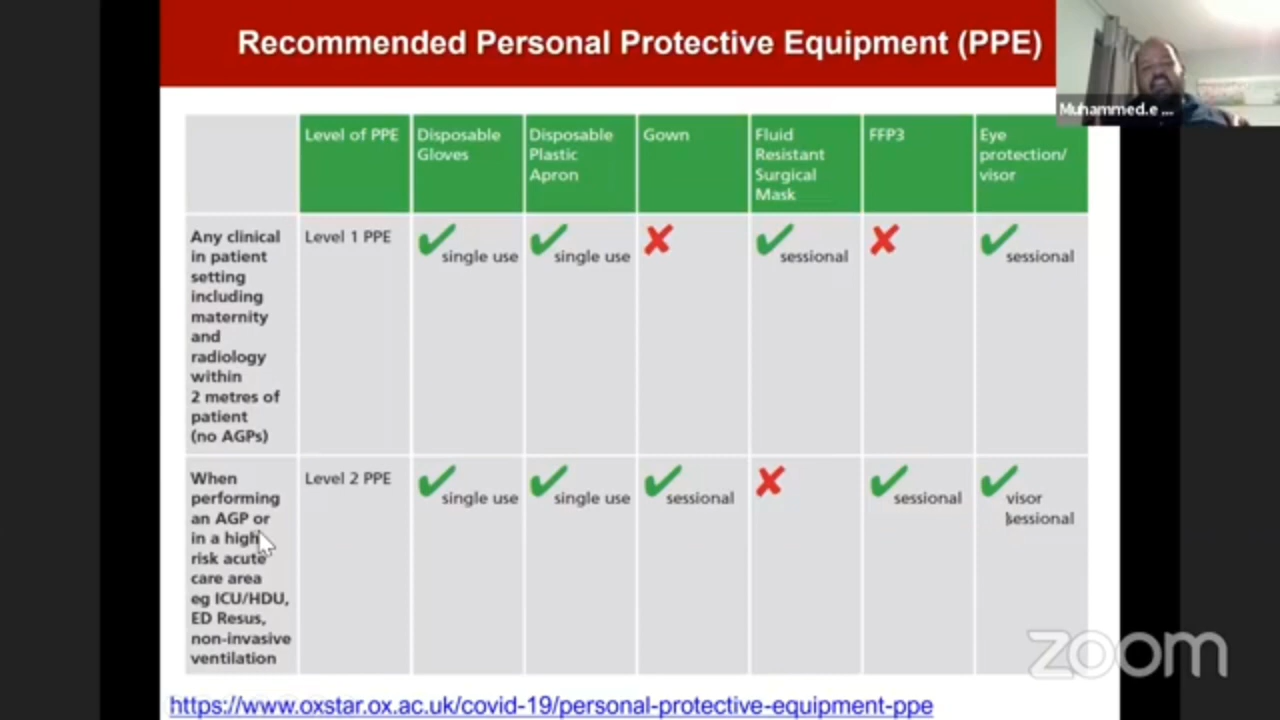 Recommended Personal Protective Equipment (PPE)
Muhammed.e ...
Level of PPE
Disposable
Gloves
Disposable
Plastic
Apron
Gown
Fluid
Resistant
Surgical
Mask
FFP3
Eye
protection/
visor
Any clinical
in patient
setting
including
maternity
and
radiology
within
2 metres of
patient
(no AGPs)
Level 1 PPE
single use
single use
sessional
sessional
When
performing
an AGP or
in a high
risk acute
care area
eg ICU/HDU,
ED Resus,
non-invasive
ventilation
Level 2 PPE
single use
single use
sessional
sessional
visor
sessional
zoom
https://www.oxstar.ox.ac.uk/covid-19/personal-protective-equipment-ppe